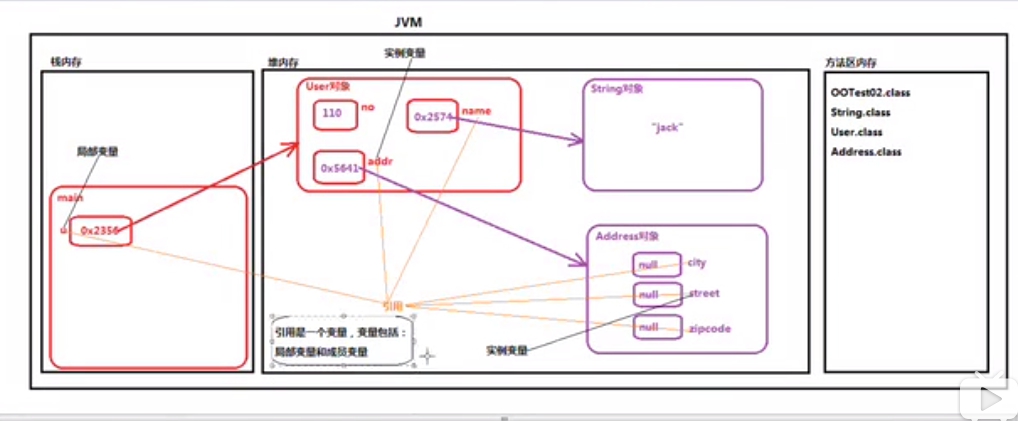 JVM
栈内存
堆内存
实例变量
方法区内存
User对象
110
no
0x2574
name
0x5641
addr
String对象
"jack"
OOTest02.class
String.class
User.class
Address.class
局部变量
main
u
0x2356
Address对象
null
city
null
street
null
zipcode
引用
引用是一个变量，变量包括：
局部变量和成员变量
实例变量